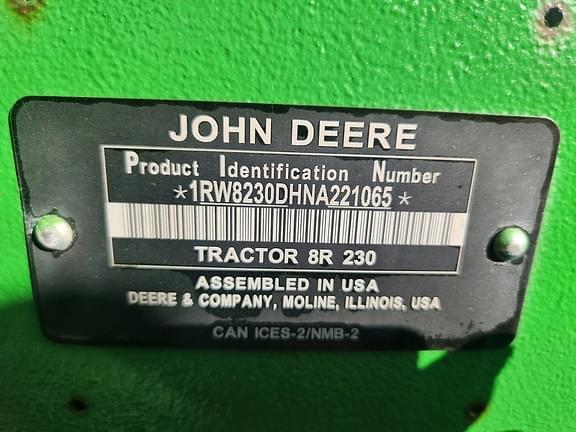 JOHN DEERE
Product Identification Number
*1RW8230DHNA221065*
TRACTOR 8R 230
ASSEMBLED IN USA
DEERE & COMPANY, MOLINE, ILLINOIS, USA
CAN ICES-2/NMB-2